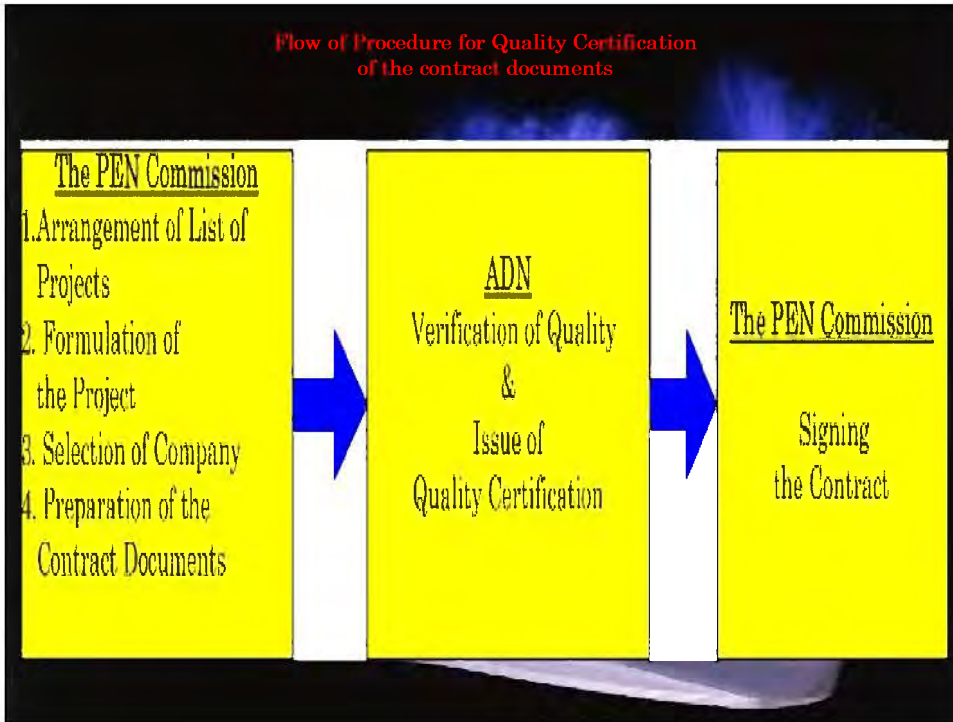 Flow of Procedure for Quality Certification
of the contract documents
The PEN Commission
1.Arrangement of List of
Projects
2. Formulation of
the Project
3. Selection of Company
4. Preparation of the
Contract Documents
ADN
Verification of Quality
&
Issue of
Quality Certification
The PEN Commission
Signing
the Contract